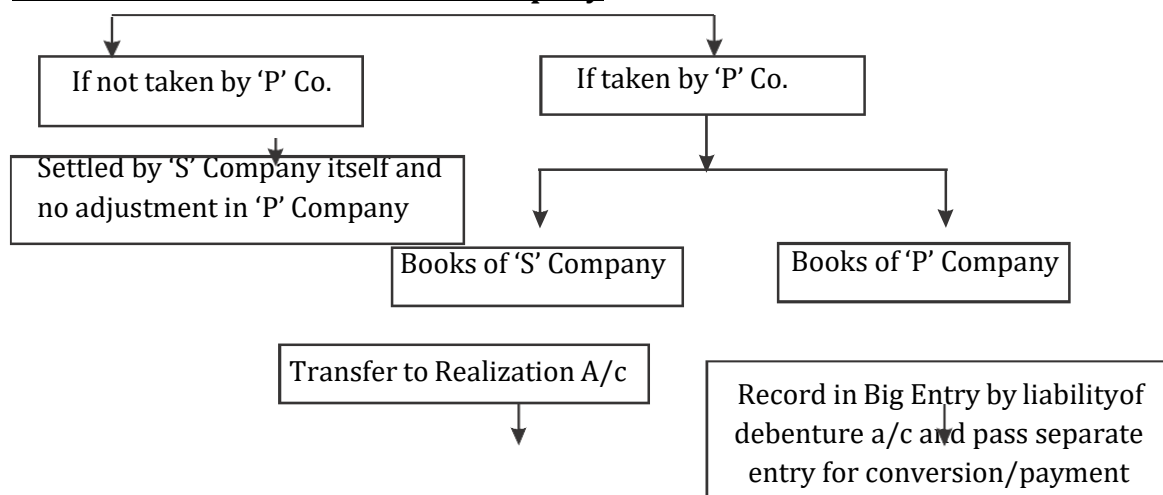 If not taken by ‘P’ Co.
If taken by ‘P’ Co.
Settled by ‘S’ Company itself and
no adjustment in ‘P’ Company
Books of ‘S’ Company
Books of ‘P’ Company
Transfer to Realization A/c
Record in Big Entry by liabilityof
debenture a/c and pass separate
entry for conversion/payment